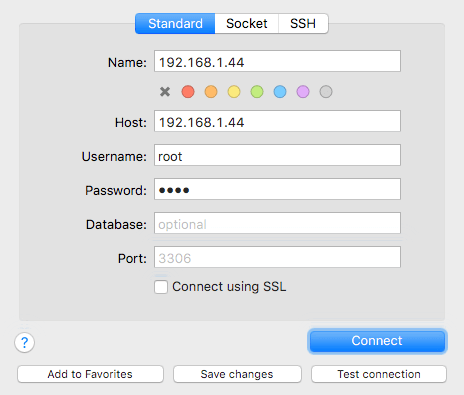 Standard Socket SSH
Name: 192.168.1.44
Host: 192.168.1.44
Username: root
Password: ••••
Database: optional
Port: 3306
Connect using SSL
? Connect
Add to Favorites Save changes Test connection